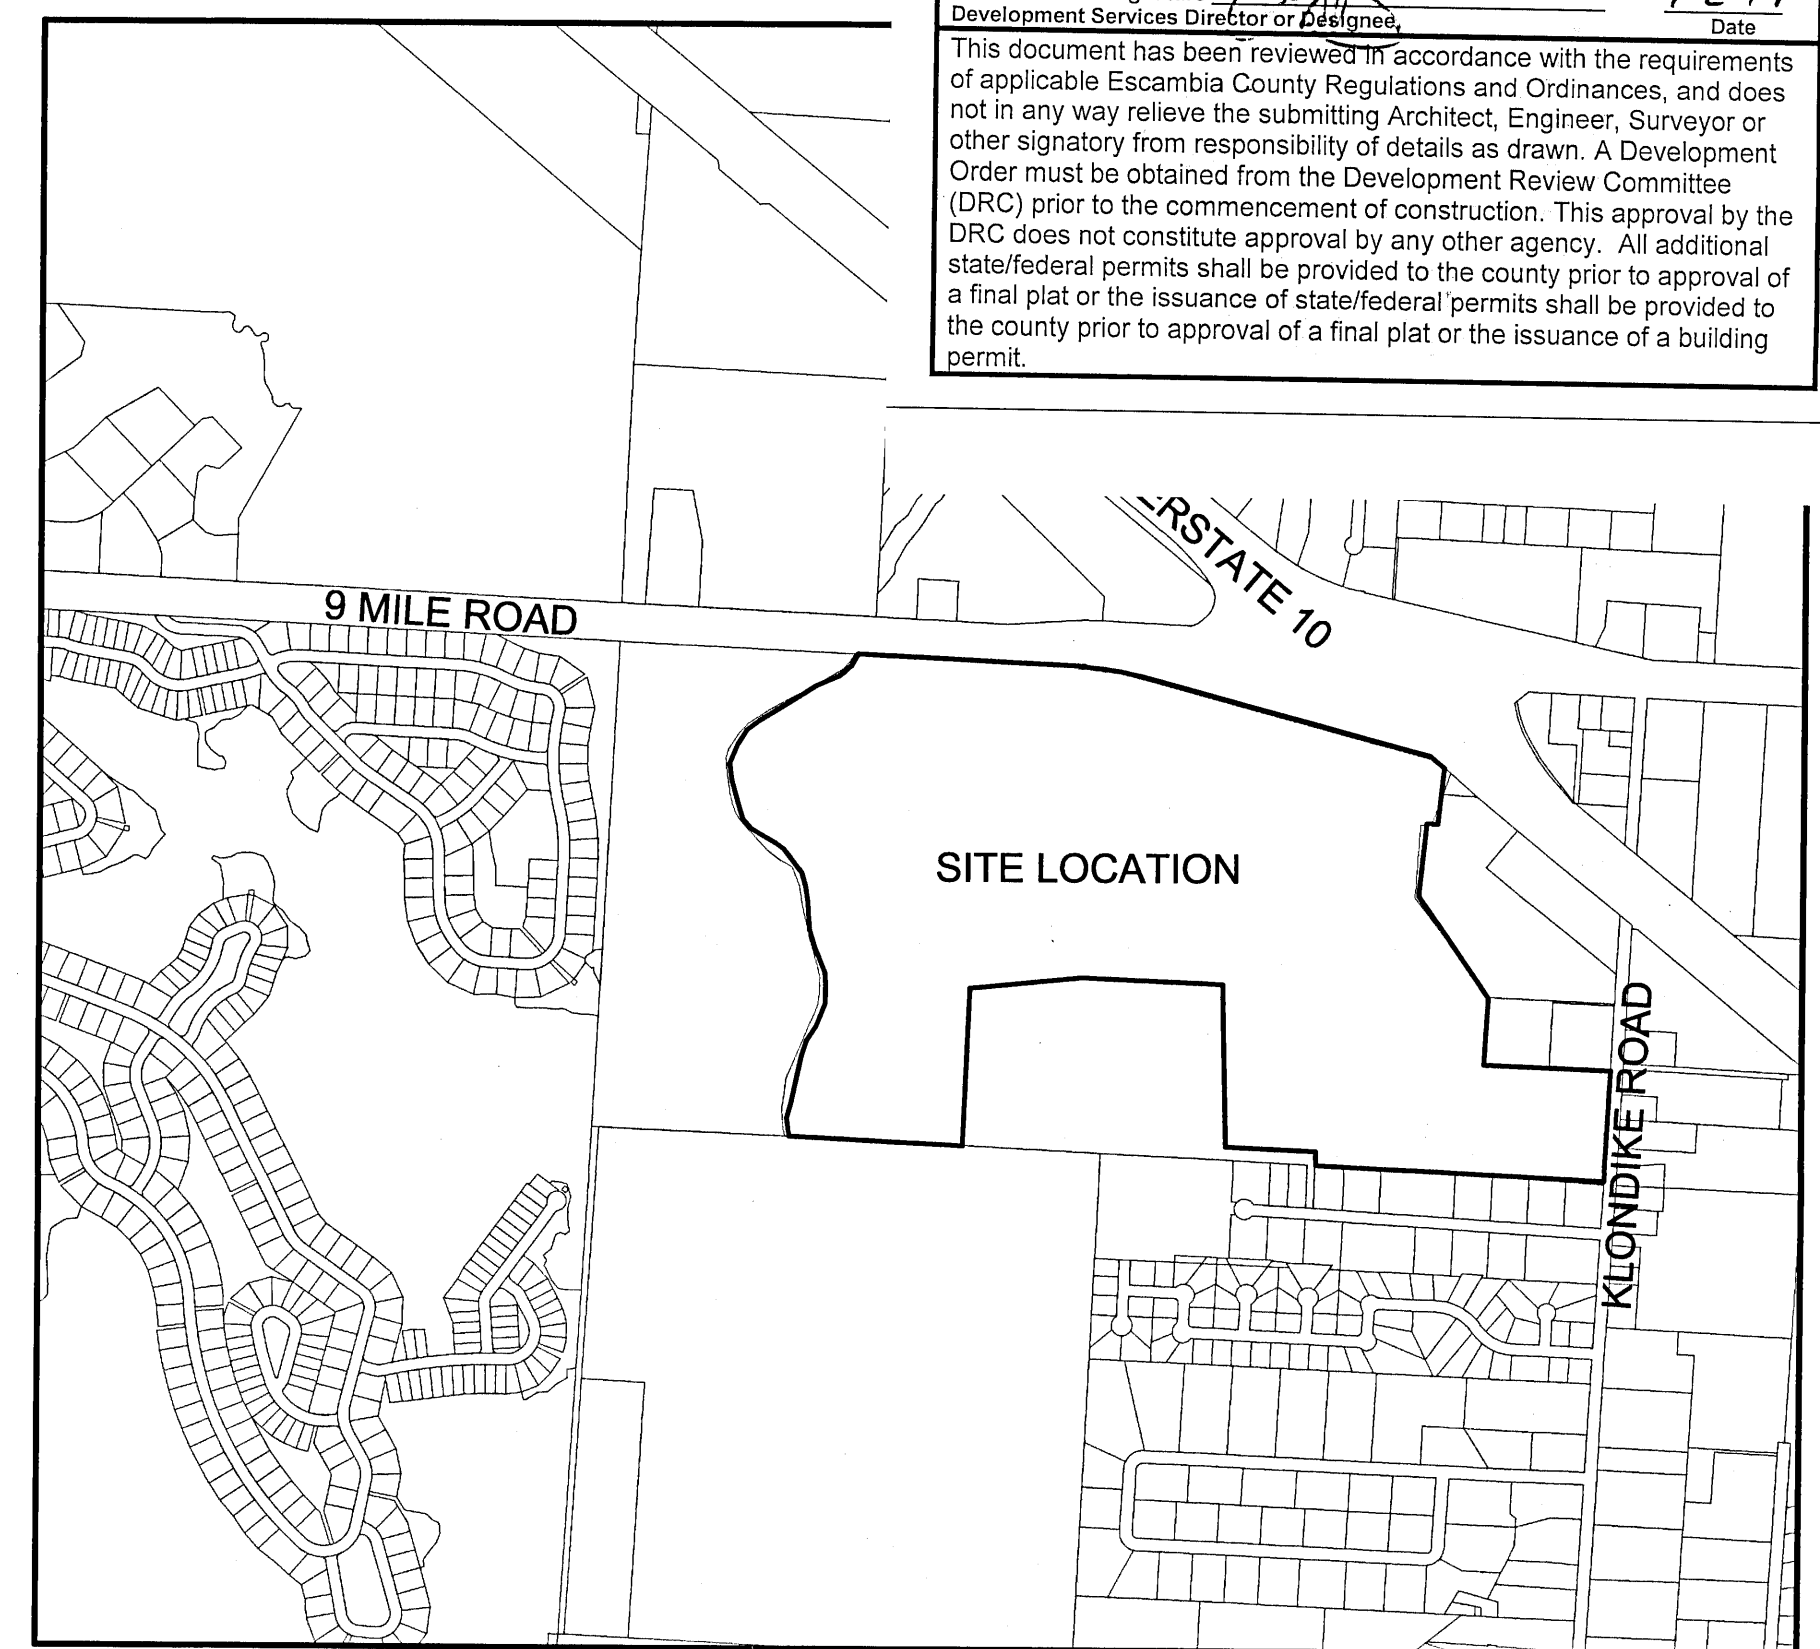 Development Services Director or Designee
Date
This document has been reviewed in accordance with the requirements
of applicable Escambia County Regulations and Ordinances, and does
not in any way relieve the submitting Architect, Engineer, Surveyor or
other signatory from responsibility of details as drawn. A Development
Order must be obtained from the Development Review Committee
(DRC) prior to the commencement of construction. This approval by the
DRC does not constitute approval by any other agency. All additional
state/federal permits shall be provided to the county prior to approval of
a final plat or the issuance of state/federal permits shall be provided to
the county prior to approval of a final plat or the issuance of a building
permit.
ERSTATE 10
9 MILE ROAD
SITE LOCATION
KLONDIKE ROAD